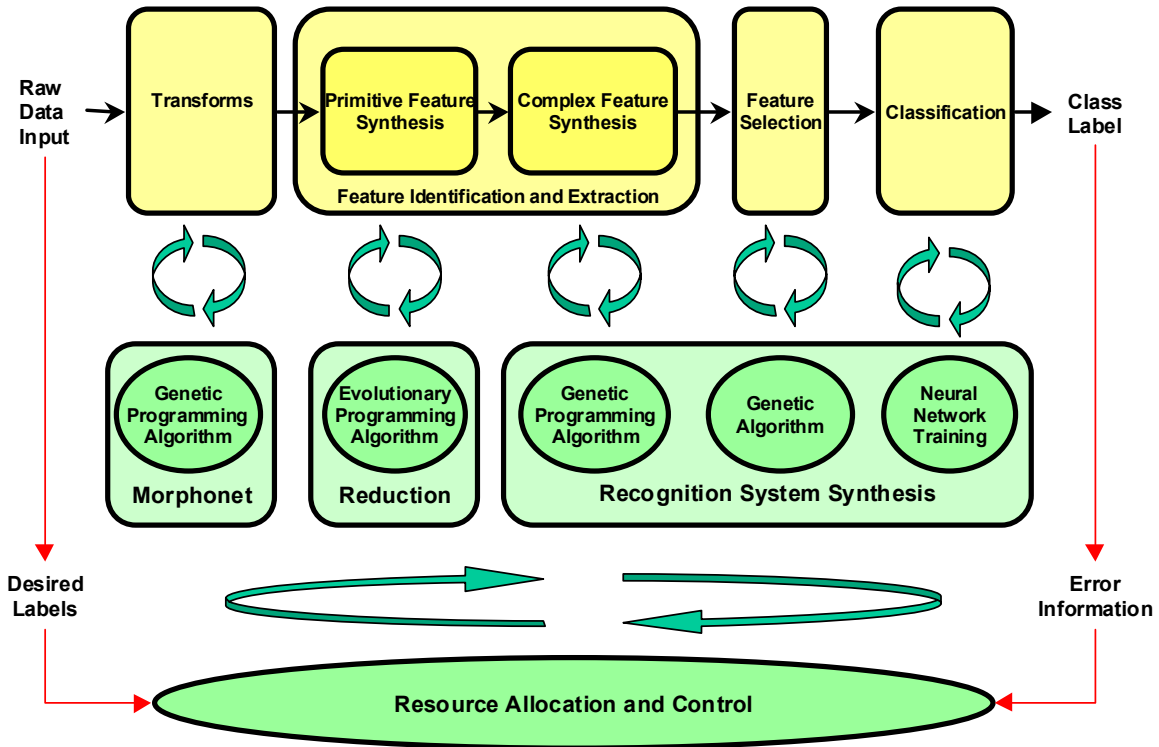 Raw
Data
Input
Transforms
Primitive Feature
Synthesis
Complex Feature
Synthesis
Feature Identification and Extraction
Feature
Selection
Classification
Class
Label
Genetic
Programming
Algorithm
Morphonet
Evolutionary
Programming
Algorithm
Reduction
Genetic
Programming
Algorithm
Genetic
Algorithm
Neural
Network
Training
Recognition System Synthesis
Desired
Labels
Error
Information
Resource Allocation and Control